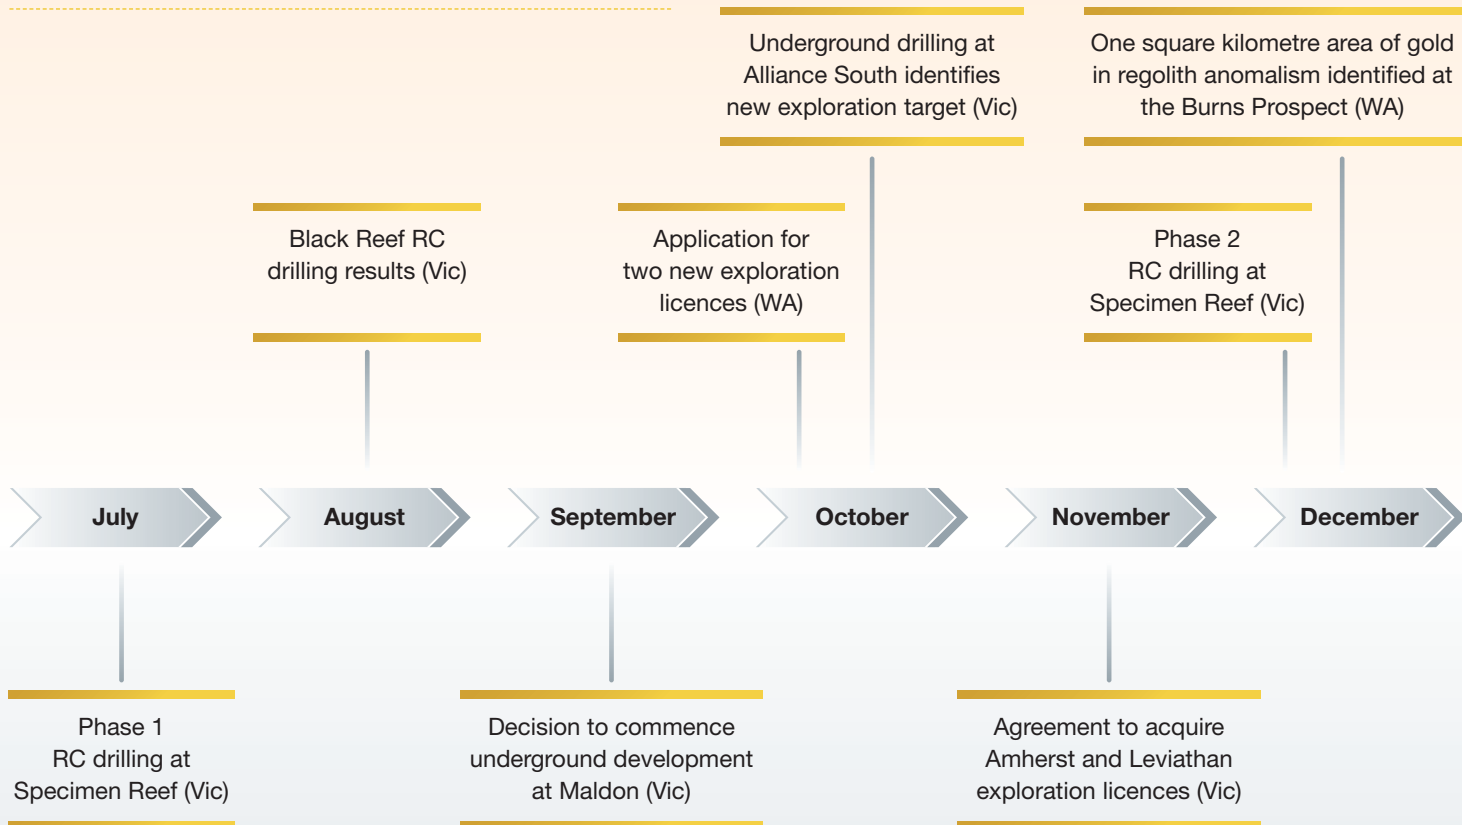 Underground drilling at
Alliance South identifies
new exploration target (Vic)
One square kilometre area of gold
in regolith anomalism identified at
the Burns Prospect (WA)
Black Reef RC
drilling results (Vic)
Application for
two new exploration
licences (WA)
Phase 2
RC drilling at
Specimen Reef (Vic)
July
August
September
October
November
December
Phase 1
RC drilling at
Specimen Reef (Vic)
Decision to commence
underground development
at Maldon (Vic)
Agreement to acquire
Amherst and Leviathan
exploration licences (Vic)